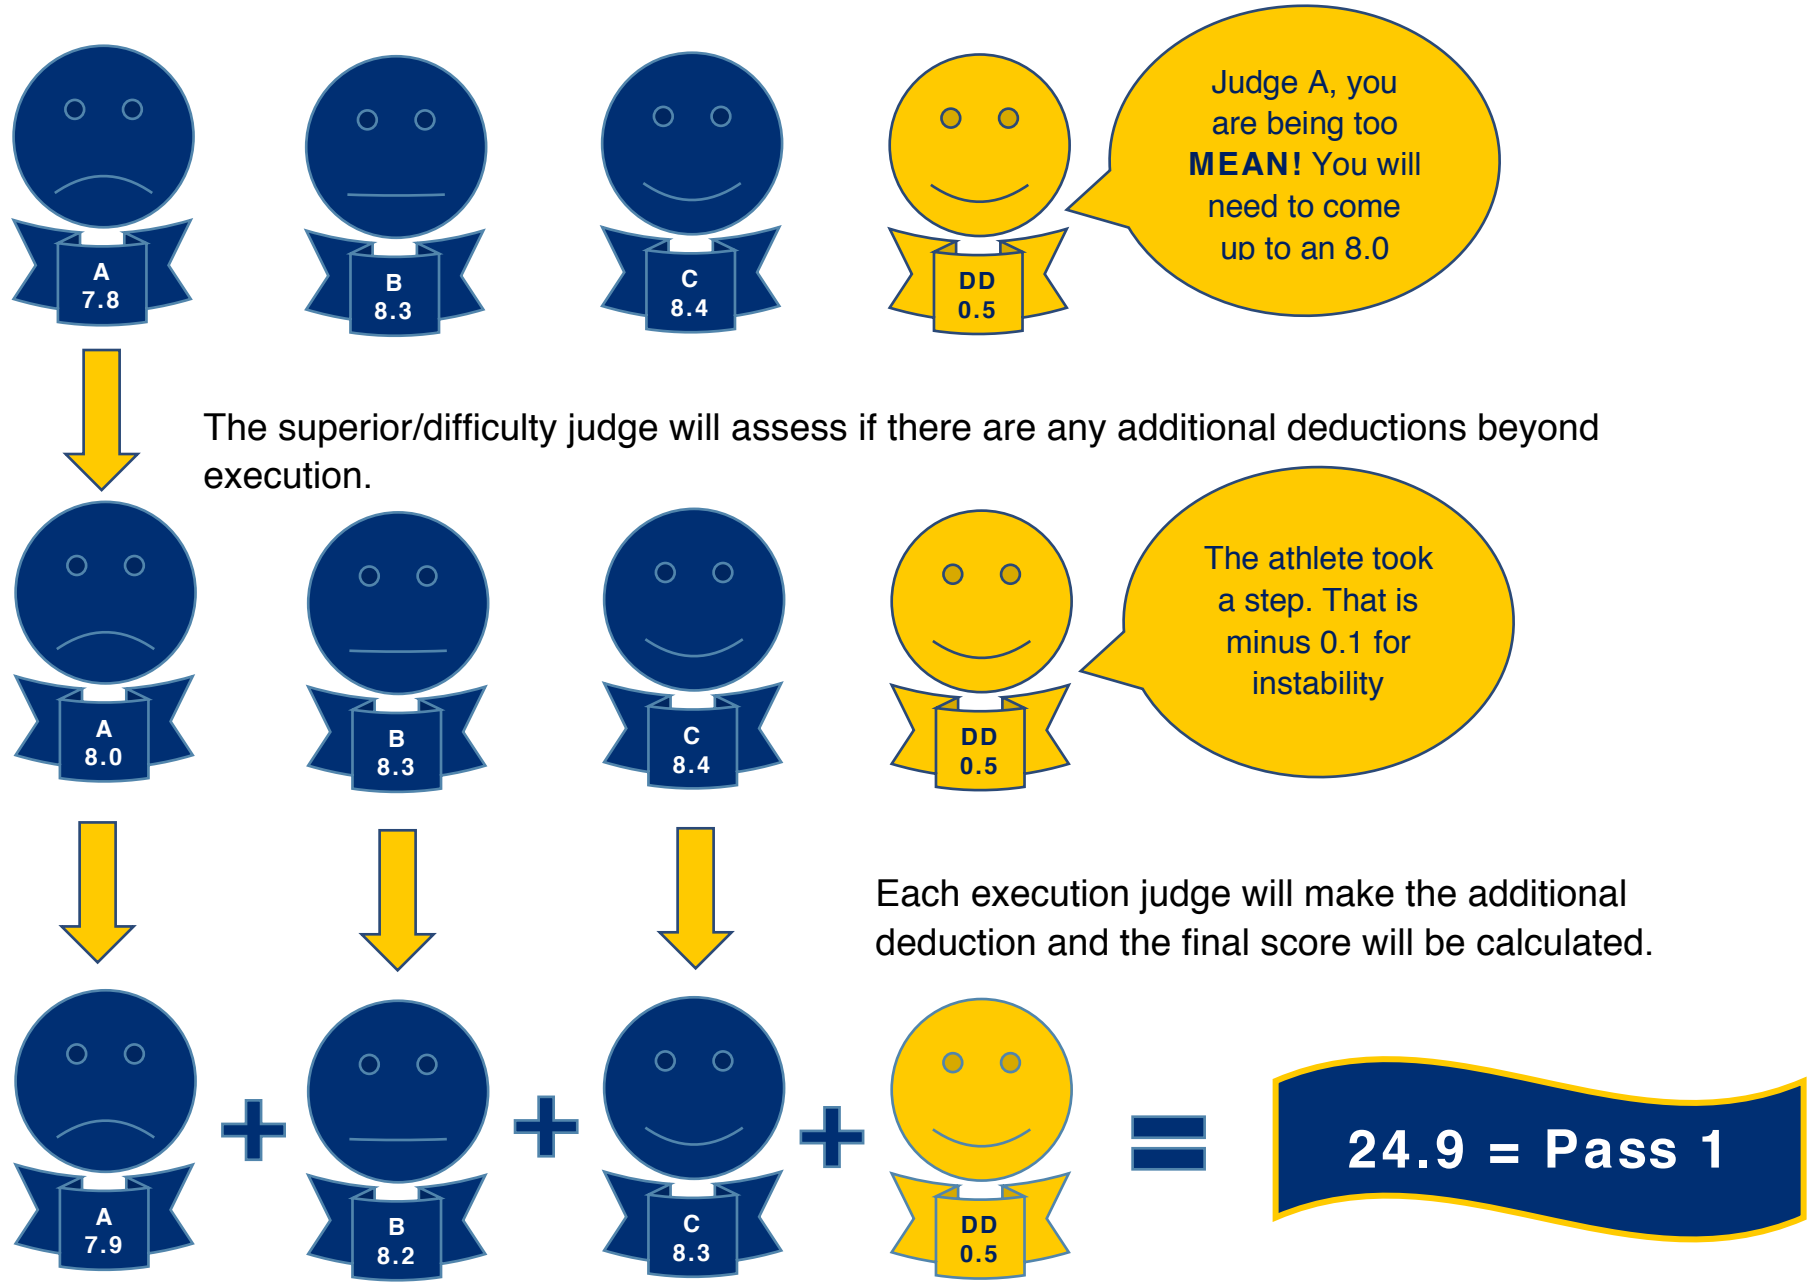 Judge A, you
are being too
MEAN! You will
need to come
up to an 8.0
A
7.8
B
8.3
C
8.4
DD
0.5
The superior/difficulty judge will assess if there are any additional deductions beyond
execution.
The athlete took
a step. That is
minus 0.1 for
instability
A
8.0
B
8.3
C
8.4
DD
0.5
Each execution judge will make the additional
deduction and the final score will be calculated.
A
7.9
+
B
8.2
+
C
8.3
+
DD
0.5
=
24.9 = Pass 1